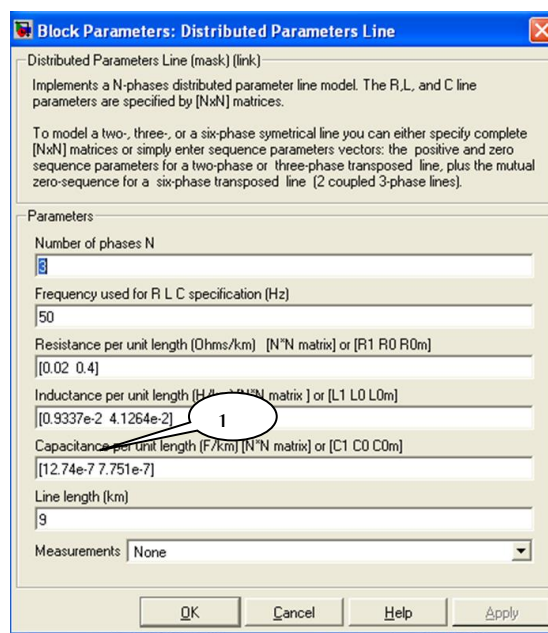 Block Parameters: Distributed Parameters Line
Distributed Parameters Line (mask) (link)
Implements a N-phases distributed parameter line model. The R,L, and C line
parameters are specified by [NxN] matrices.
To model a two-, three-, or a six-phase symetrical line you can either specify complete
[NxN] matrices or simply enter sequence parameters vectors: the positive and zero
sequence parameters for a two-phase or three-phase transposed line, plus the mutual
zero-sequence for a six-phase transposed line (2 coupled 3-phase lines).
Parameters
Number of phases N
3
Frequency used for R L C specification (Hz)
50
Resistance per unit length (Ohms/km) [N*N matrix] or [R1 R0 R0m]
[0.02 0.4]
Inductance per unit length (H/km) [N*N matrix ] or [L1 L0 L0m]
[0.9337e-2 4.1264e-2]
1
Capacitance per unit length (F/km) [N*N matrix] or [C1 C0 C0m]
[12.74e-7 7.751e-7]
Line length (km)
9
Measurements None
OK Cancel Help Apply